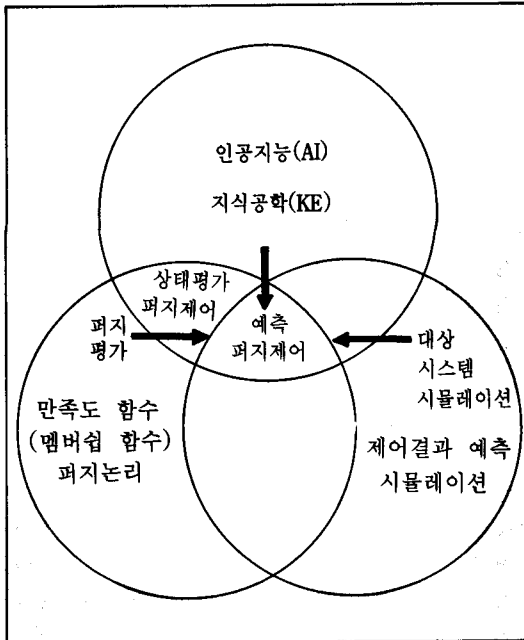 인공지능(AI)
지식공학(KE)
상태평가
퍼지제어
퍼지
평가
예측
퍼지제어
대상
시스템
시뮬레이션
만족도 함수
(멤버쉽 함수)
퍼지논리
제어결과 예측
시뮬레이션